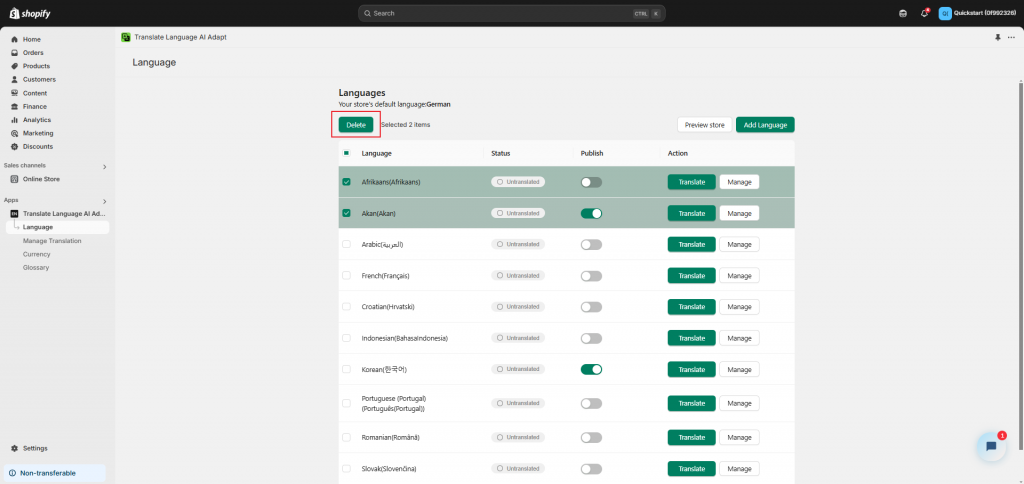 shopify
Search
CTRL K
QI
Quickstart (0f992326)
Home
Orders
Products
Customers
Content
Finance
Analytics
Marketing
Discounts
Sales channels
Online Store
Apps
Translate Language AI Ad...
Language
Manage Translation
Currency
Glossary
Settings
Non-transferable
Translate Language AI Adapt
Language
Languages
Your store's default language:German
Delete Selected 2 items Preview store Add Language
Language Status Publish Action
Afrikaans(Afrikaans) Untranslated Translate Manage
Akan(Akan) Untranslated Translate Manage
Arabic(العربية) Untranslated Translate Manage
French(Français) Untranslated Translate Manage
Croatian(Hrvatski) Untranslated Translate Manage
Indonesian(BahasaIndonesia) Untranslated Translate Manage
Korean(한국어) Untranslated Translate Manage
Portuguese (Portugal)
(Português(Portugal)) Untranslated Translate Manage
Romanian(Română) Untranslated Translate Manage
Slovak(Slovenčina) Untranslated Translate Manage
1